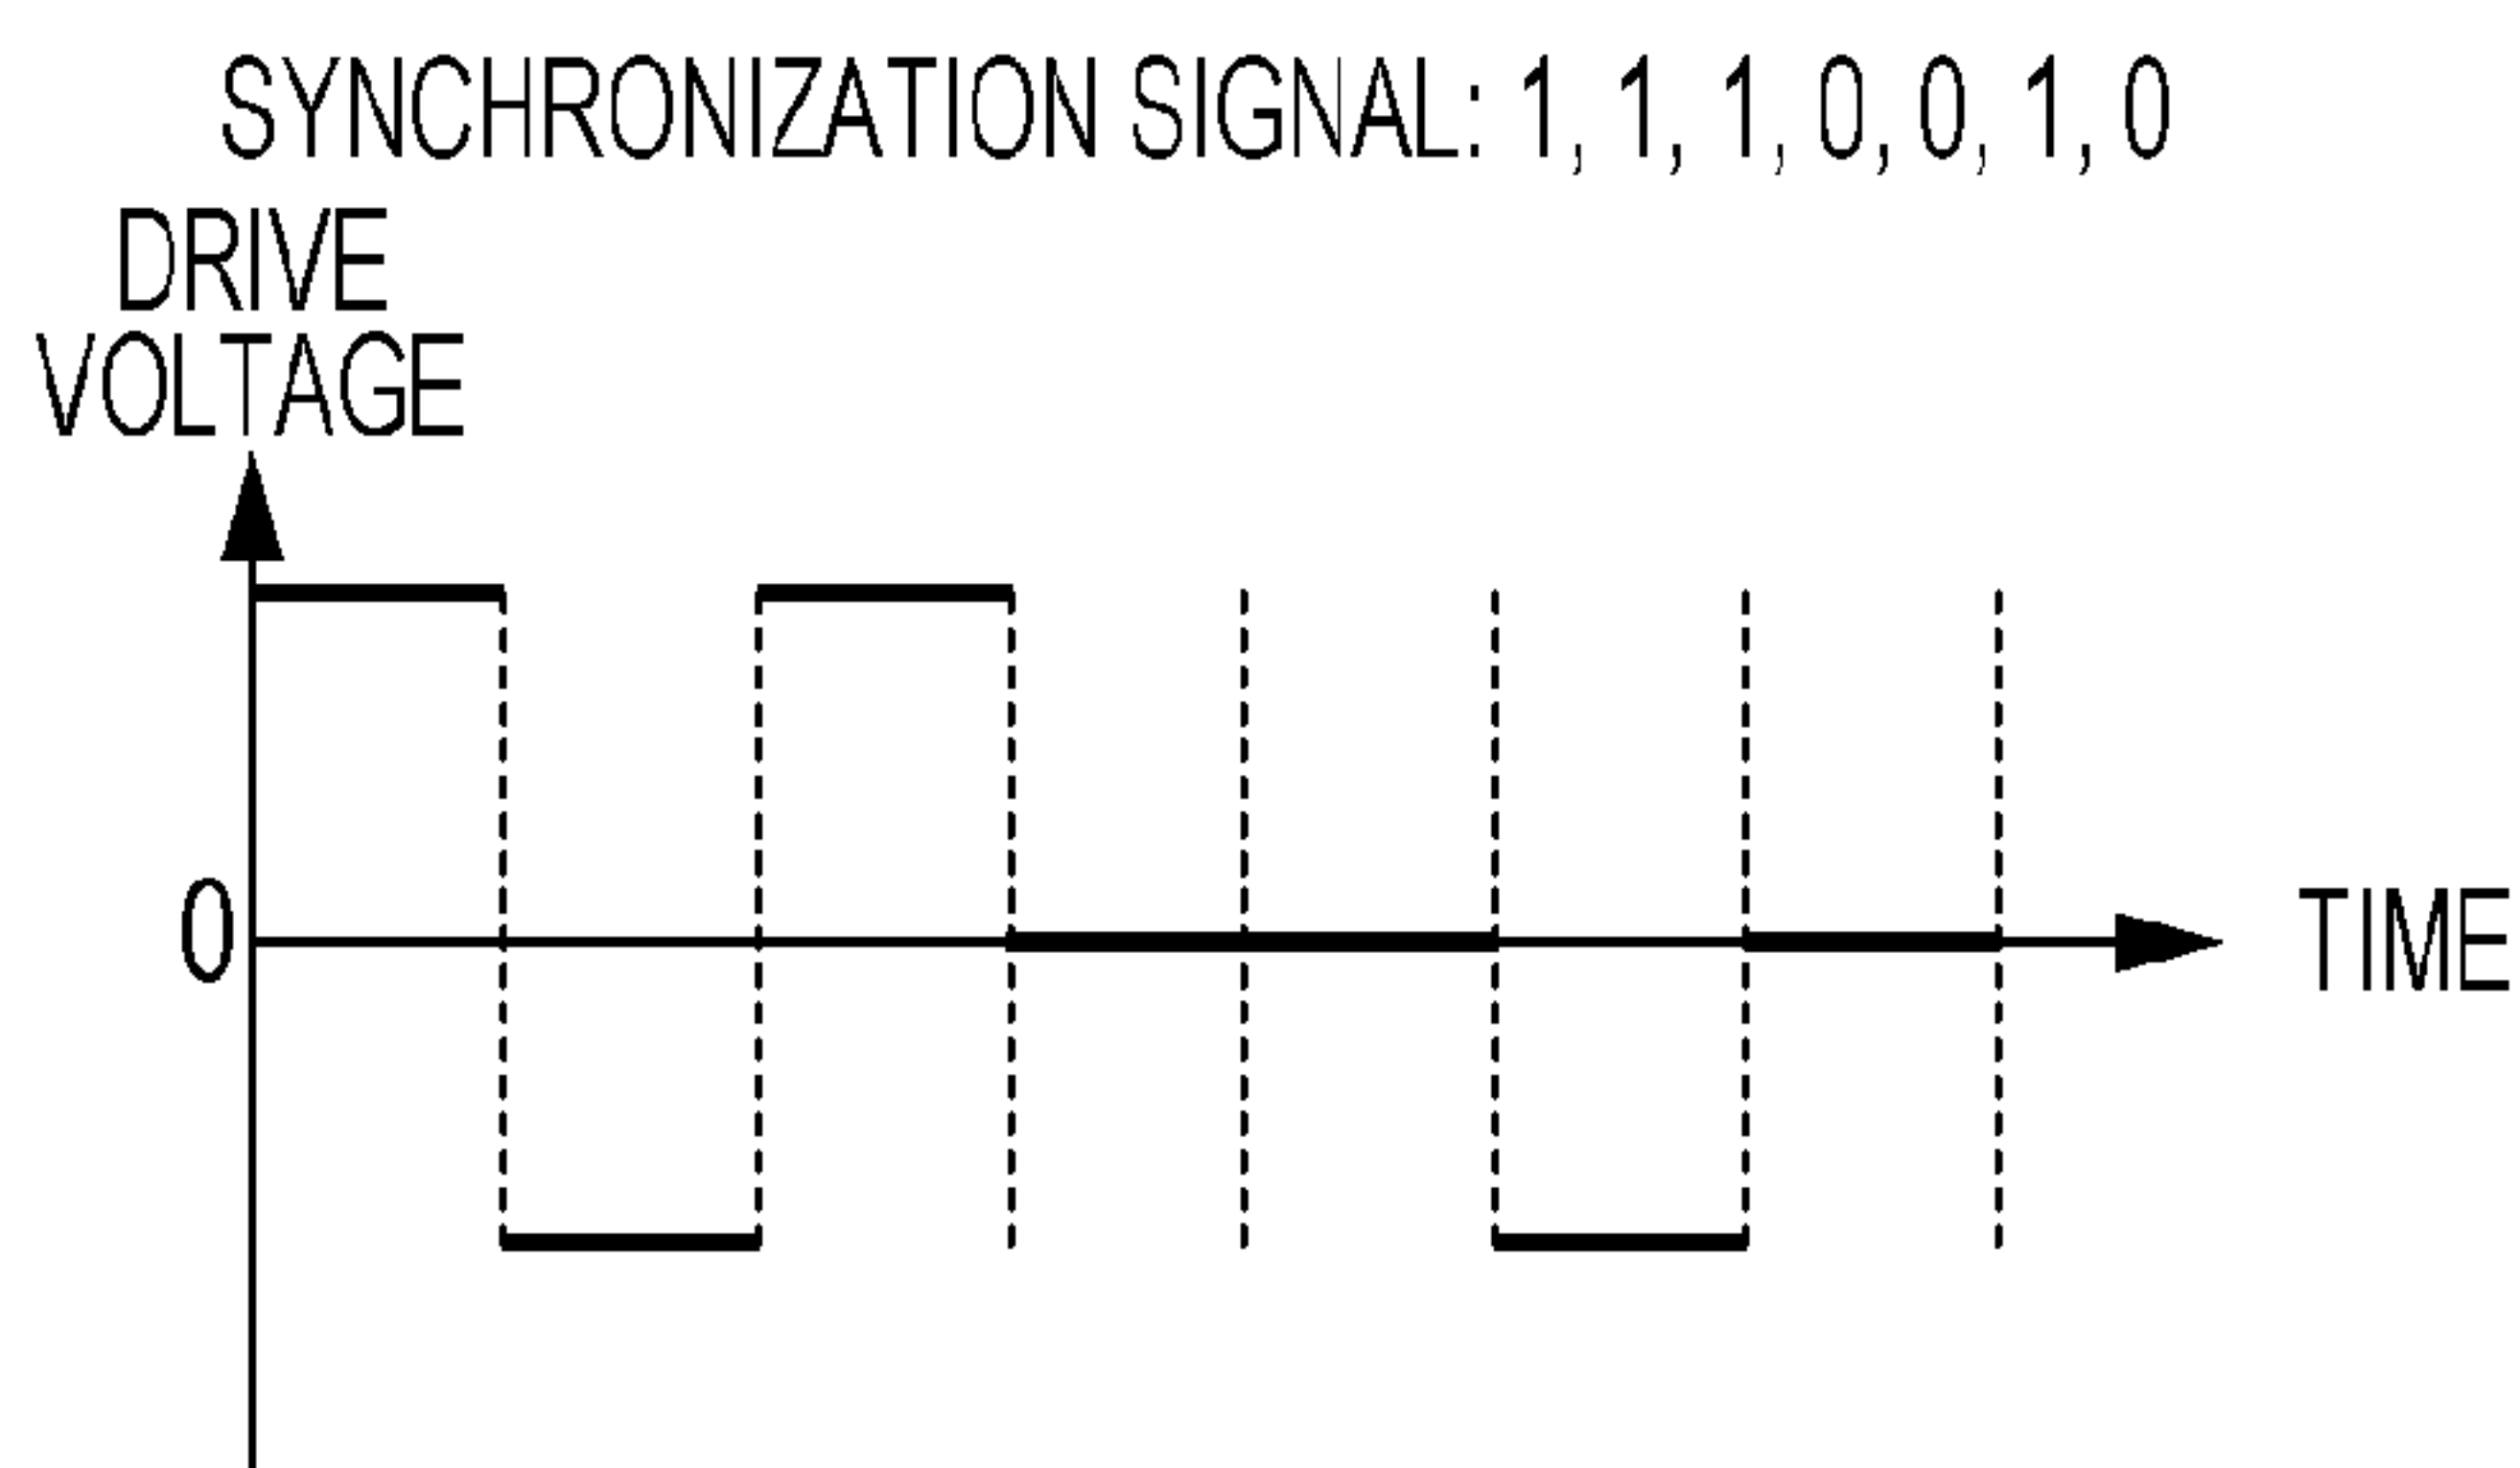 SYNCHRONIZATION SIGNAL: 1, 1, 1, 0, 0, 1, 0
DRIVE
VOLTAGE
0
TIME